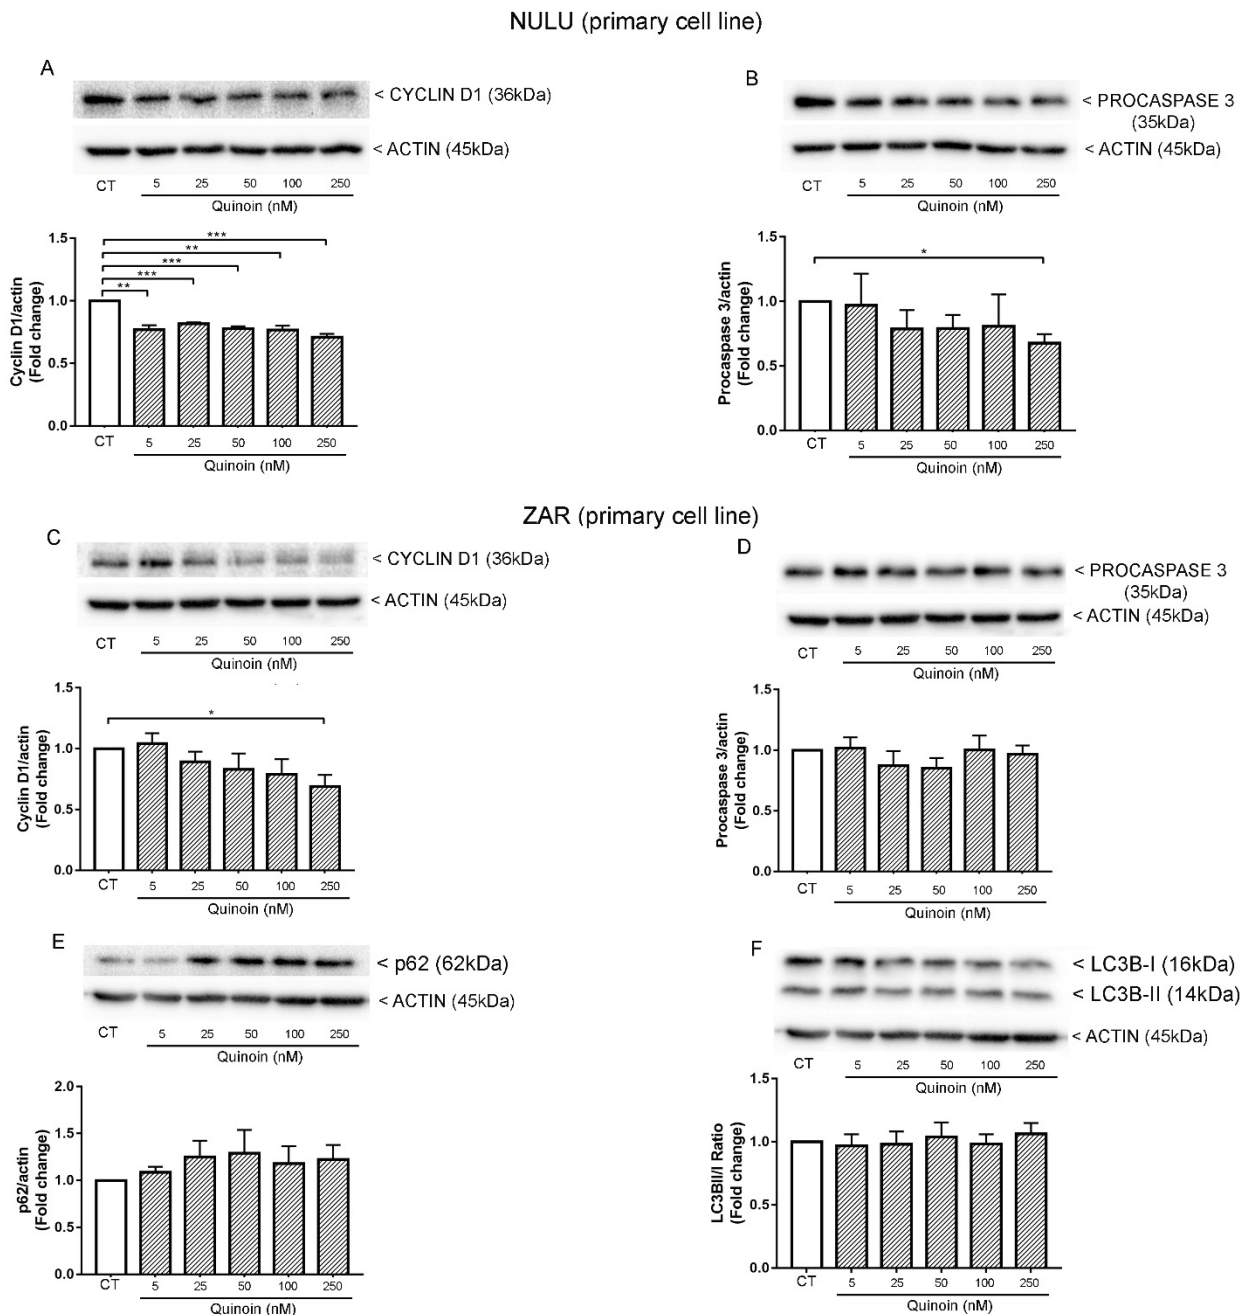 NULU (primary cell line)
A
< CYCLIN D1 (36kDa)
< ACTIN (45kDa)
CT 5 25 50 100 250
Quinoin (nM)
Cyclin D1/actin
(Fold change)
1.5
1.0
0.5
0.0
***
**
***
***
**
CT 5 25 50 100 250
Quinoin (nM)
B
< PROCASPASE 3
(35kDa)
< ACTIN (45kDa)
CT 5 25 50 100 250
Quinoin (nM)
Procaspase 3/actin
(Fold change)
1.5
1.0
0.5
0.0
*
CT 5 25 50 100 250
Quinoin (nM)
ZAR (primary cell line)
C
< CYCLIN D1 (36kDa)
< ACTIN (45kDa)
CT 5 25 50 100 250
Quinoin (nM)
Cyclin D1/actin
(Fold change)
1.5
1.0
0.5
0.0
*
CT 5 25 50 100 250
Quinoin (nM)
D
< PROCASPASE 3
(35kDa)
< ACTIN (45kDa)
CT 5 25 50 100 250
Quinoin (nM)
Procaspase 3/actin
(Fold change)
1.5
1.0
0.5
0.0
CT 5 25 50 100 250
Quinoin (nM)
E
< p62 (62kDa)
< ACTIN (45kDa)
CT 5 25 50 100 250
Quinoin (nM)
p62/actin
(Fold change)
2.0
1.5
1.0
0.5
0.0
CT 5 25 50 100 250
Quinoin (nM)
F
< LC3B-I (16kDa)
< LC3B-II (14kDa)
< ACTIN (45kDa)
CT 5 25 50 100 250
Quinoin (nM)
LC3BII/I Ratio
(Fold change)
1.5
1.0
0.5
0.0
CT 5 25 50 100 250
Quinoin (nM)